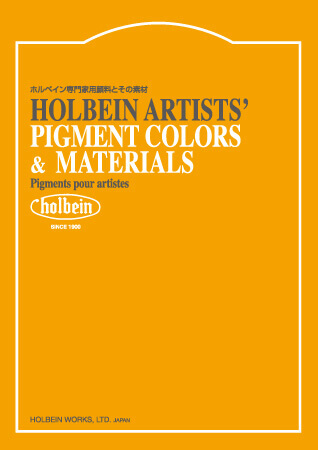 ホルベイン専門家用顔料とその素材
HOLBEIN ARTISTS’
PIGMENT COLORS
& MATERIALS
Pigments pour artistes
holbein
SINCE 1900
HOLBEIN WORKS, LTD. JAPAN